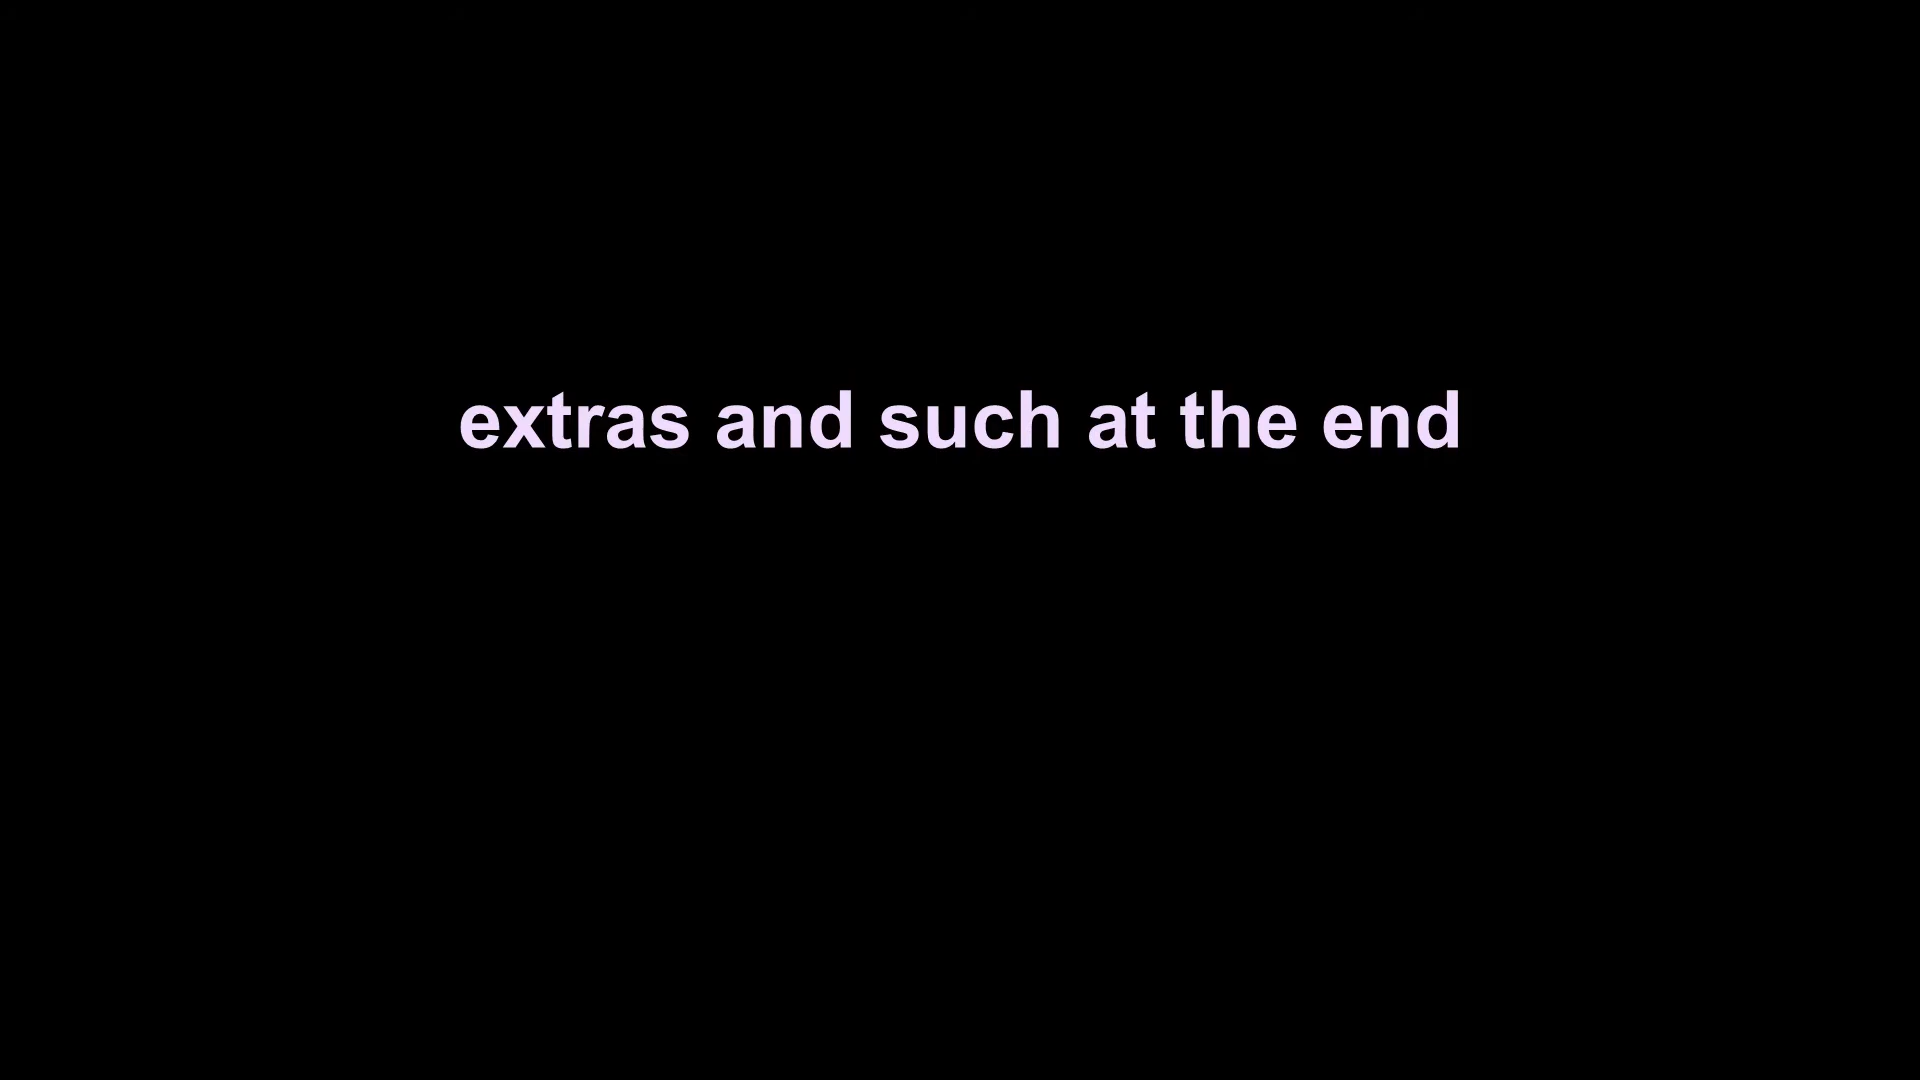 extras and such at the end